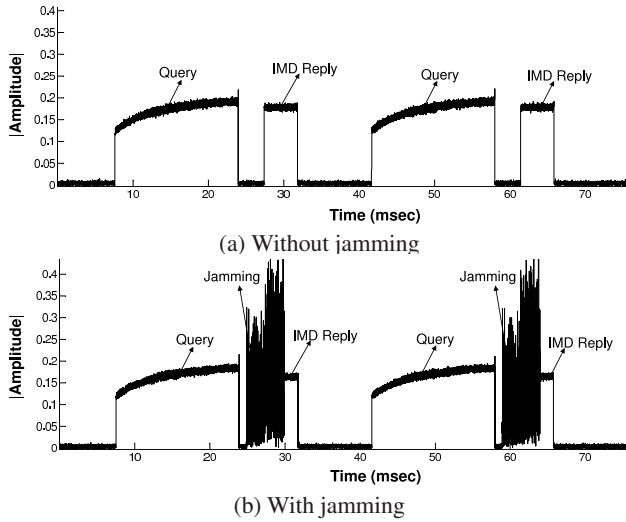 0.4
0.35
0.3
0.25
0.2
0.15
0.1
0.05
0
|Amplitude|
Query
IMD Reply
Query
IMD Reply
10 20 30 40 50 60 70
Time (msec)
(a) Without jamming
0.4
0.35
0.3
0.25
0.2
0.15
0.1
0.05
0
|Amplitude|
Jamming
Query
IMD Reply
Jamming
Query
IMD Reply
10 20 30 40 50 60 70
Time (msec)
(b) With jamming